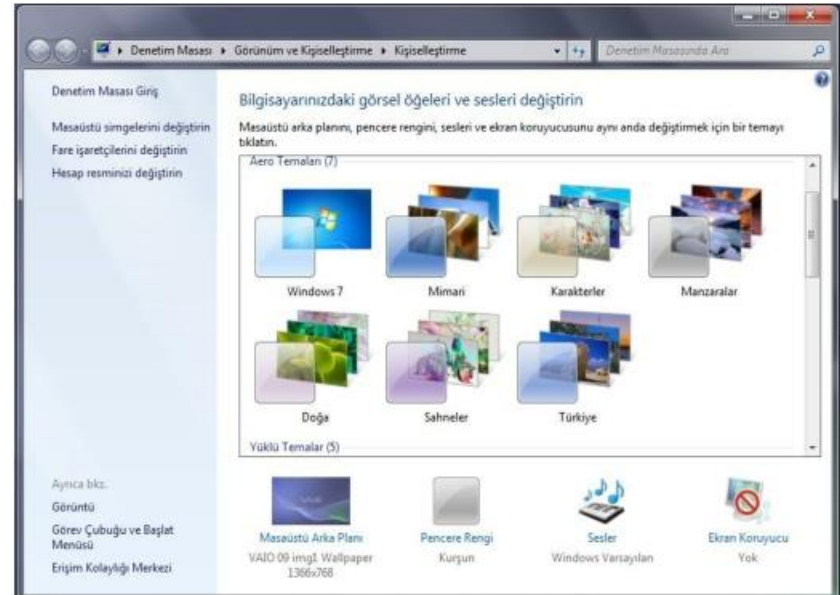 Denetim Masası ▸ Görünüm ve Kişiselleştirme ▸ Kişiselleştirme
Denetim Masasında Ara
Denetim Masası Giriş
Masaüstü simgelerini değiştirin
Fare işaretçilerini değiştirin
Hesap resminizi değiştirin
Bilgisayarınızdaki görsel öğeleri ve sesleri değiştirin
Masaüstü arka planını, pencere rengini, sesleri ve ekran koruyucusunu aynı anda değiştirmek için bir temayı
tıklatın.
Aero Temaları (7)
Windows 7
Mimari
Karakterler
Manzaralar
Doğa
Sahneler
Türkiye
Yüklü Temalar (5)
Ayrıca bkz.
Görüntü
Görev Çubuğu ve Başlat
Menüsü
Erişim Kolaylığı Merkezi
VAIO
Masaüstü Arka Planı
VAIO 09 img1 Wallpaper
1366x768
Pencere Rengi
Kurşun
Sesler
Windows Varsayılan
Ekran Koruyucu
Yok